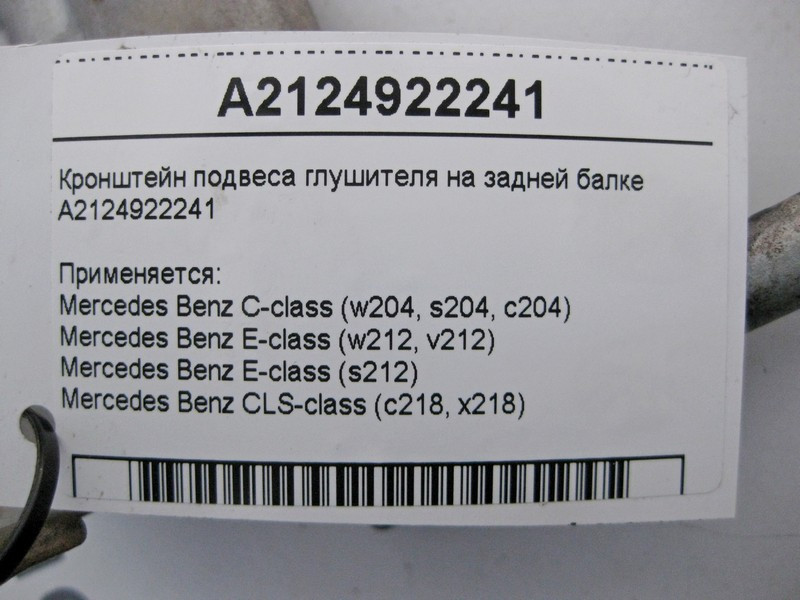 A2124922241
Кронштейн подвеса глушителя на задней балке
A2124922241
Применяется:
Mercedes Benz C-class (w204, s204, c204)
Mercedes Benz E-class (w212, v212)
Mercedes Benz E-class (s212)
Mercedes Benz CLS-class (c218, x218)